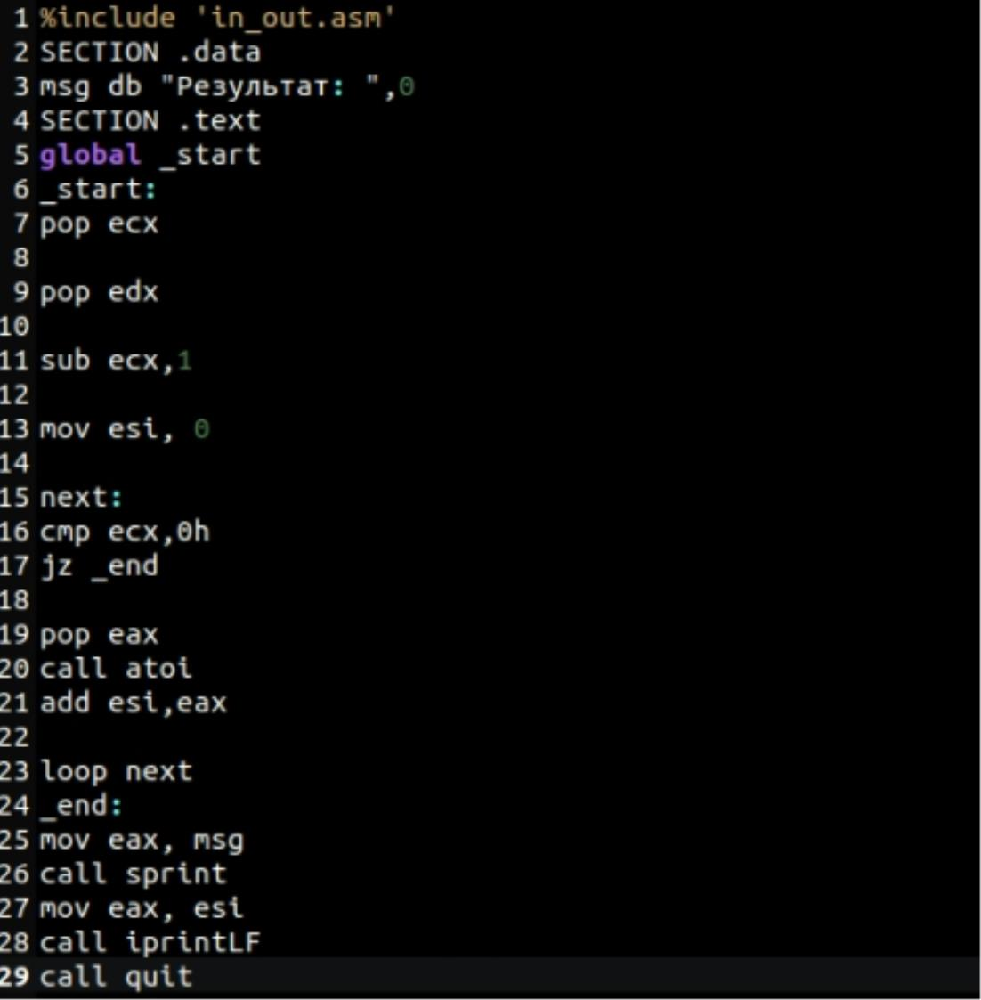 1 %include 'in_out.asm'
2 SECTION .data
3 msg db "Результат: ",0
4 SECTION .text
5 global _start
6 _start:
7 pop ecx
8
9 pop edx
10
11 sub ecx,1
12
13 mov esi, 0
14
15 next:
16 cmp ecx,0h
17 jz _end
18
19 pop eax
20 call atoi
21 add esi,eax
22
23 loop next
24 _end:
25 mov eax, msg
26 call sprint
27 mov eax, esi
28 call iprintLF
29 call quit